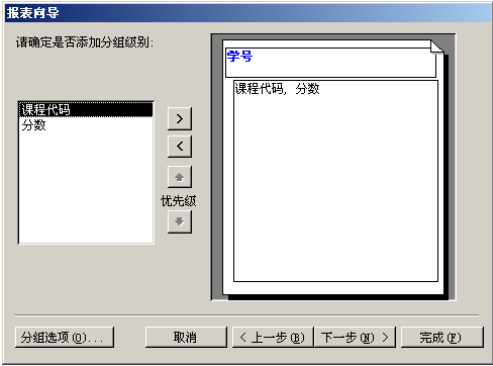 报表向导
请确定是否添加分组级别:
课程代码
分数
>
<
优先级
学号
课程代码, 分数
分组选项(O)...
取消
< 上一步(B)
下一步(N) >
完成(F)